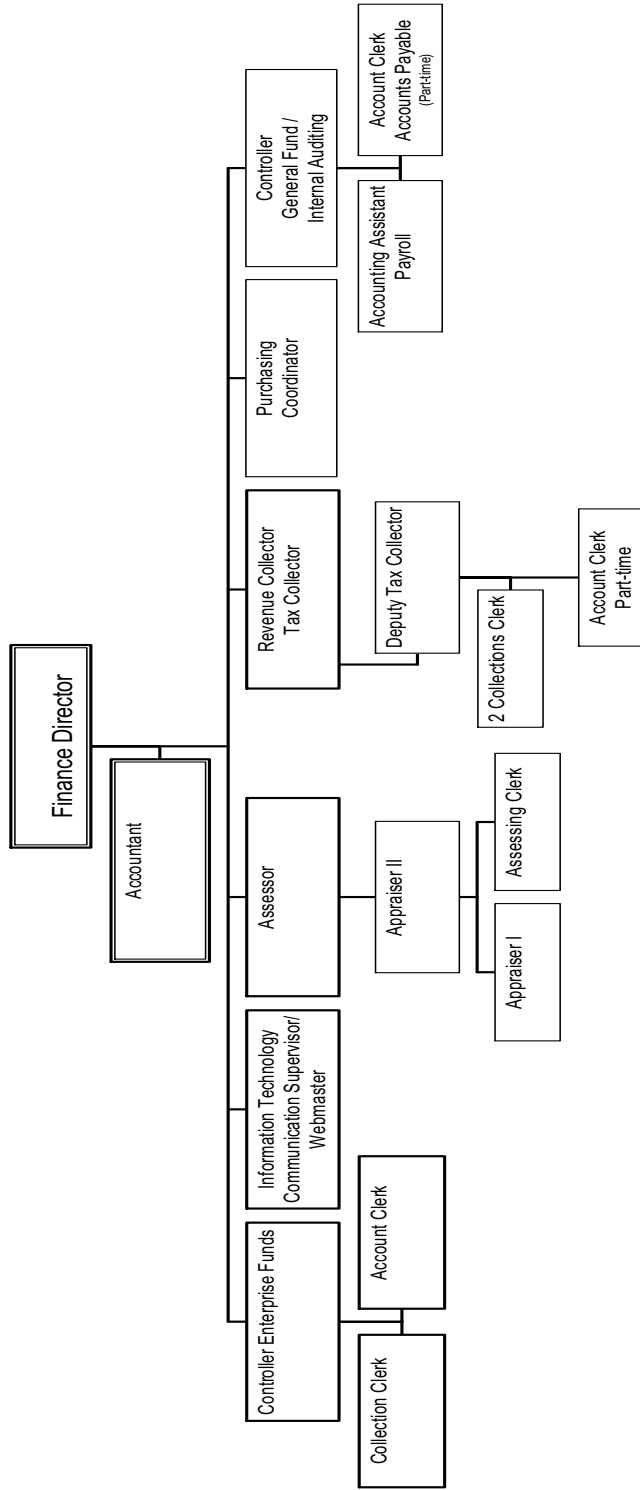 Finance Director
Accountant
Controller Enterprise Funds
Information Technology
Communication Supervisor/
Webmaster
Assessor
Revenue Collector
Tax Collector
Purchasing
Coordinator
Controller
General Fund /
Internal Auditing
Collection Clerk
Account Clerk
Appraiser II
Appraiser I
Assessing Clerk
Deputy Tax Collector
2 Collections Clerk
Account Clerk
Part-time
Accounting Assistant
Payroll
Account Clerk
Accounts Payable
(Part-time)